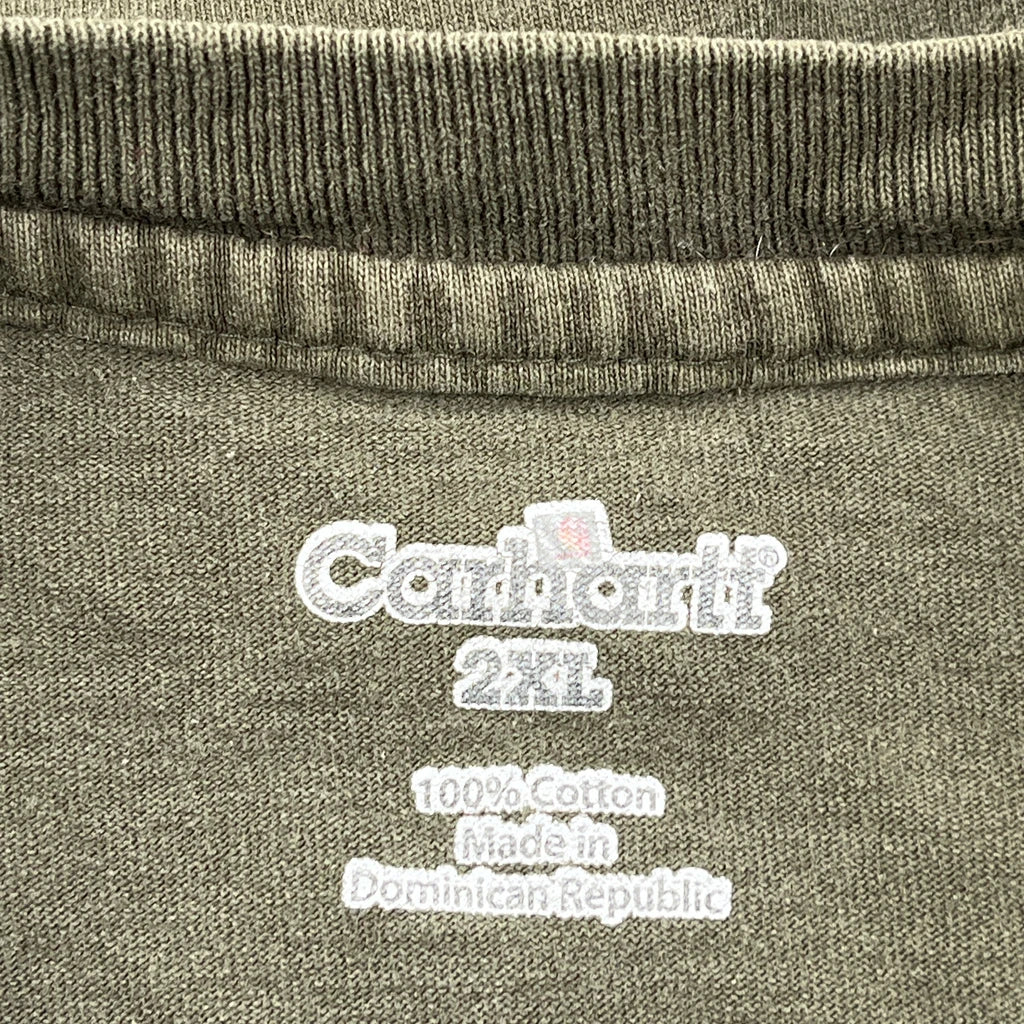 Carhartt®
2XL
100% Cotton
Made in
Dominican Republic